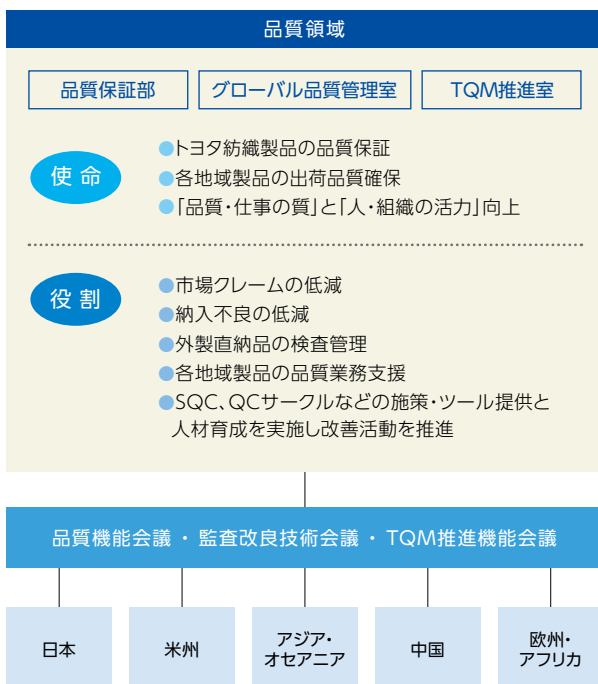 品質領域
品質保証部
グローバル品質管理室
TQM推進室
使命
●トヨタ紡織製品の品質保証
●各地域製品の出荷品質確保
●「品質・仕事の質」と「人・組織の活力」向上
役割
●市場クレームの低減
●納入不良の低減
●外製直納品の検査管理
●各地域製品の品質業務支援
●SQC、QCサークルなどの施策・ツール提供と
人材育成を実施し改善活動を推進
品質機能会議 ・ 監査改良技術会議 ・ TQM推進機能会議
日本
米州
アジア・
オセアニア
中国
欧州・
アフリカ